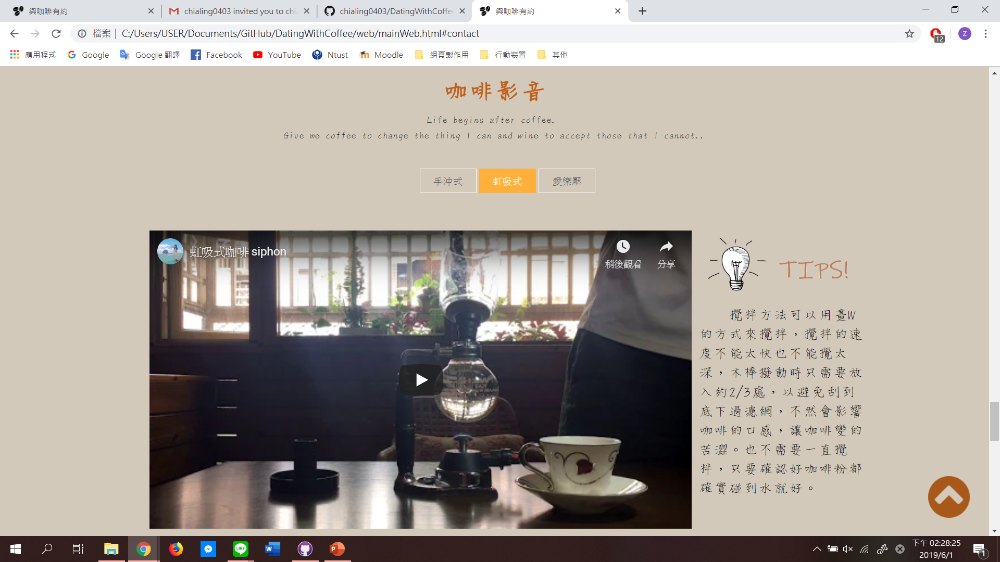 與咖啡有約
chialing0403 invited you to chi
chialing0403/DatingWithCoffee
與咖啡有約
檔案 | C:/Users/USER/Documents/GitHub/DatingWithCoffee/web/mainWeb.html#contact
12
Z
應用程式
Google
Google 翻譯
Facebook
YouTube
Ntust
Moodle
網頁製作用
行動裝置
其他
咖啡影音
Life begins after coffee.
Give me coffee to change the thing I can and wine to accept those that I cannot..
手沖式
虹吸式
愛樂壓
虹吸式咖啡 siphon
稍後觀看
分享
TIPS!
攪拌方法可以用畫W
的方式來攪拌，攪拌的速
度不能太快也不能攪太
深，木棒撥動時只需要放
入約2/3處，以避免刮到
底下過濾網，不然會影響
咖啡的口感，讓咖啡變的
苦澀。也不需要一直攪
拌，只要確認好咖啡粉都
確實碰到水就好。
下午 02:28:25
2019/6/1
1